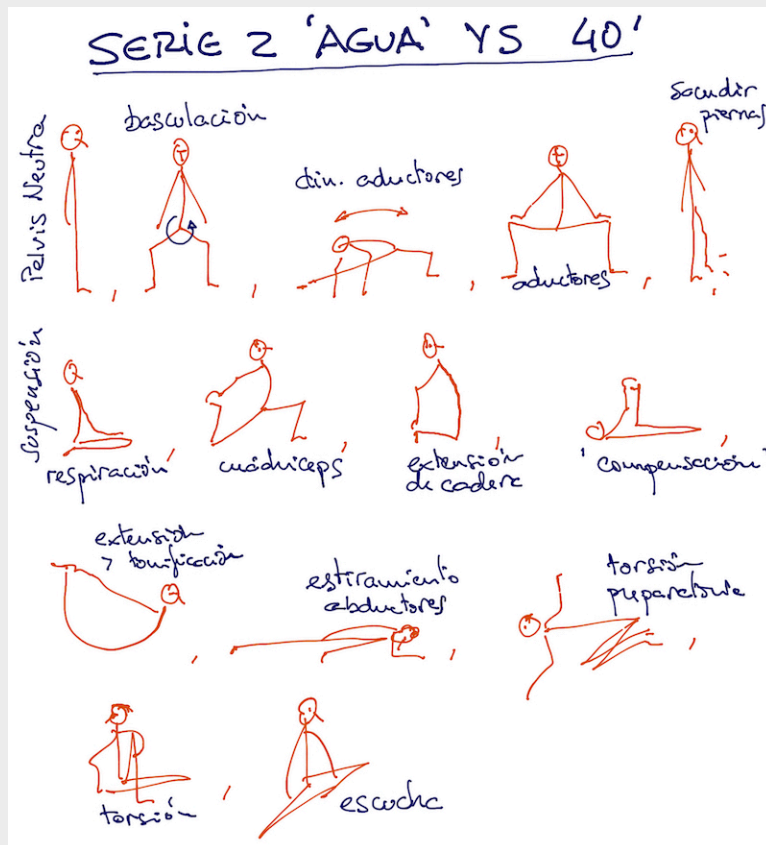 SERIE 2 'AGUA' YS 40'
Pelvis Neutra
basculación
din. aductores
aductores
sacudir
piernas
Suspensión
respiración
cuádriceps
extensión
de cadera
'compensación'
extensión
y tonificación
estiramiento
abductores
torsión
preparatoria
torsión
escucha